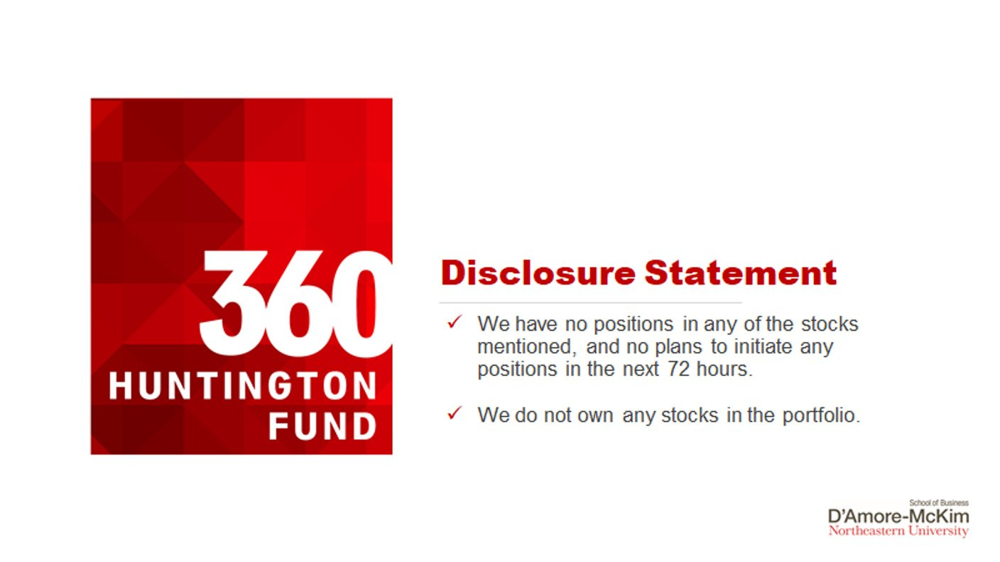 360
HUNTINGTON
FUND
Disclosure Statement
✓ We have no positions in any of the stocks
mentioned, and no plans to initiate any
positions in the next 72 hours.
✓ We do not own any stocks in the portfolio.
School of Business
D'Amore-McKim
Northeastern University